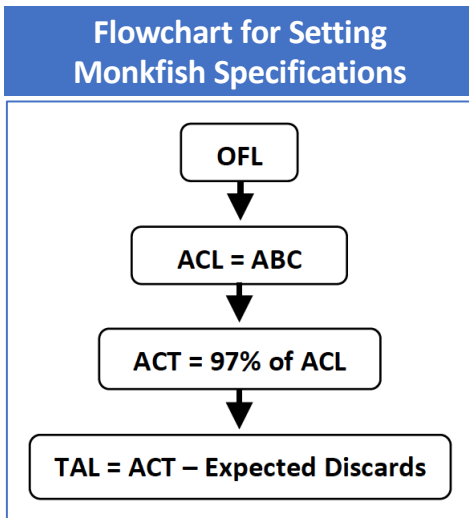 Flowchart for Setting
Monkfish Specifications
OFL
ACL = ABC
ACT = 97% of ACL
TAL = ACT – Expected Discards